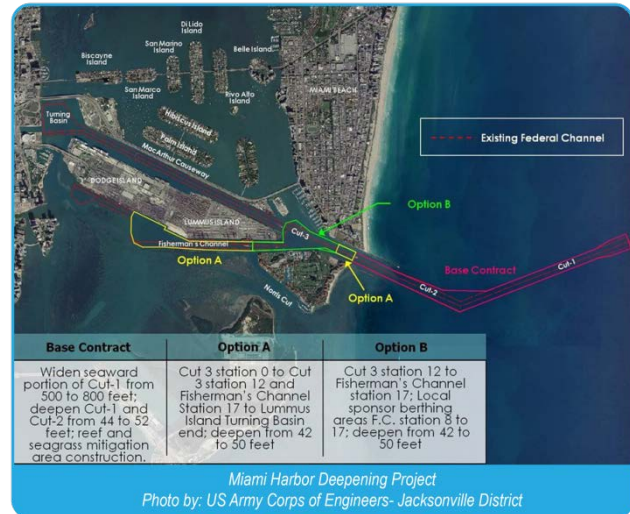 Di Lido
Island
San Marino
Island
Belle Island
Biscayne
Island
San Marco
Island
Rivo Alto
Island
MIAMI BEACH
Turning
Basin
Hibiscus Island
Palm Island
MacArthur Causeway
Existing Federal Channel
DODGE ISLAND
LUMMUS ISLAND
Option B
Cut-3
Fisherman's Channel
Option A
Base Contract
Cut-1
Option A
Cut-2
Norris Cut
Base Contract
Widen seaward
portion of Cut-1 from
500 to 800 feet;
deepen Cut-1 and
Cut-2 from 44 to 52
feet; reef and
seagrass mitigation
area construction.
Option A
Cut 3 station 0 to Cut
3 station 12 and
Fisherman's Channel
Station 17 to Lummus
Island Turning Basin
end; deepen from 42
to 50 feet
Option B
Cut 3 station 12 to
Fisherman's Channel
station 17; Local
sponsor berthing
areas F.C. station 8 to
17; deepen from 42 to
50 feet
Miami Harbor Deepening Project
Photo by: US Army Corps of Engineers- Jacksonville District